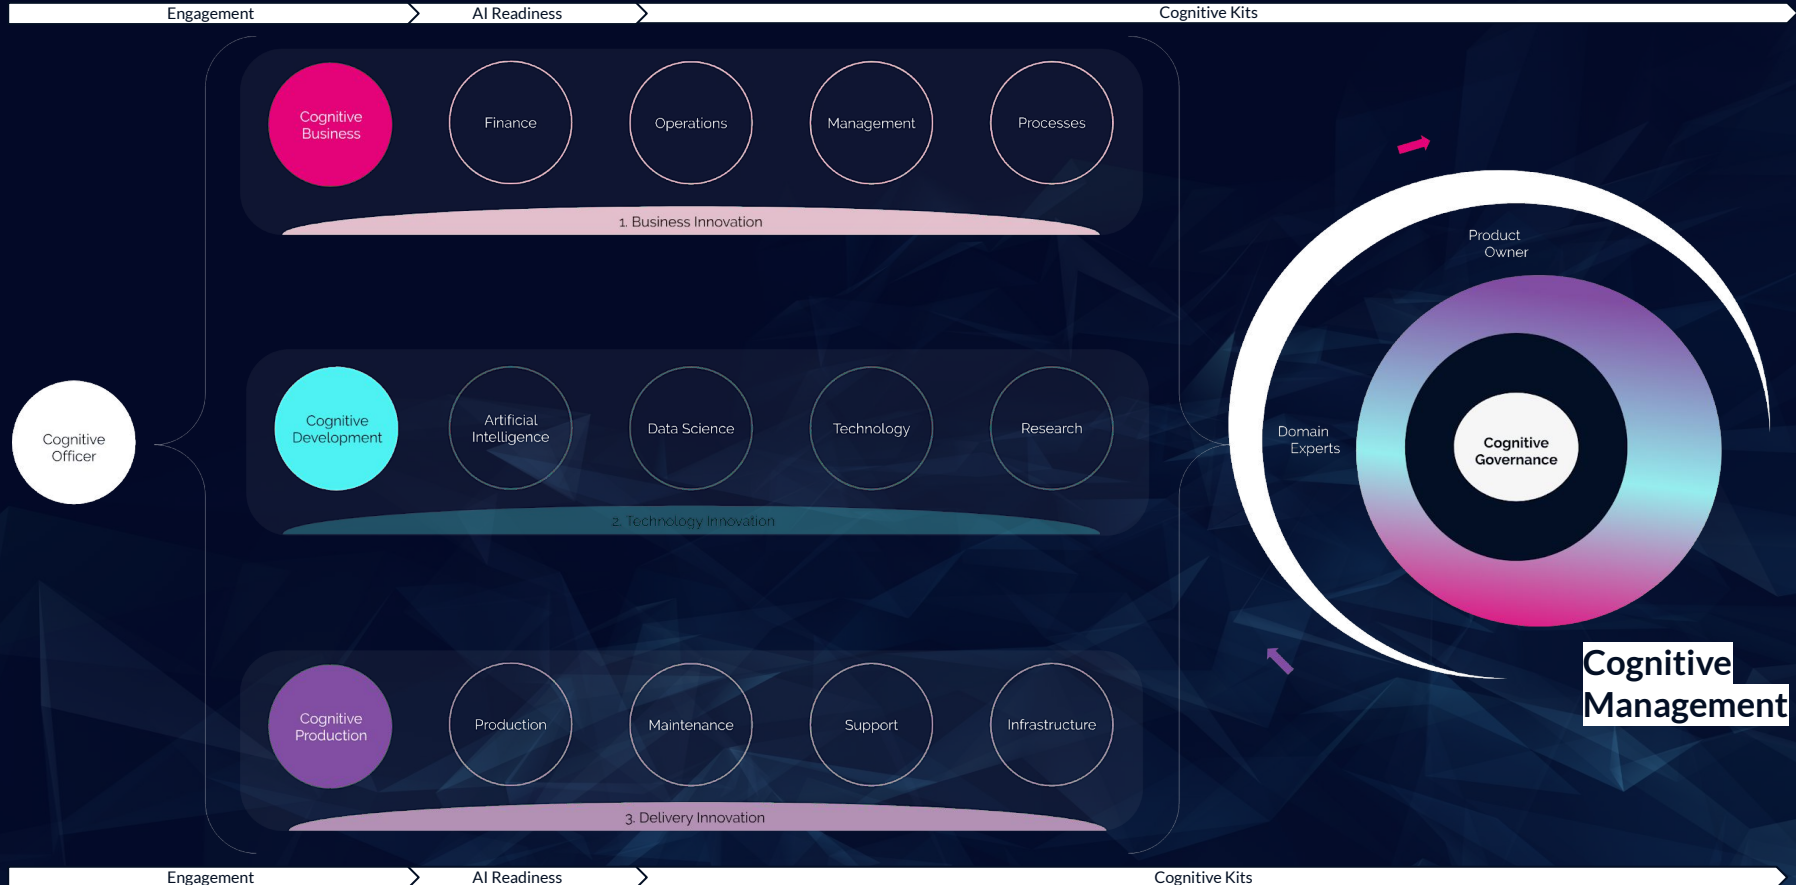 Engagement
AI Readiness
Cognitive Kits
Cognitive
Business
Finance
Operations
Management
Processes
1. Business Innovation
Product
Owner
Cognitive
Officer
Cognitive
Development
Artificial
Intelligence
Data Science
Technology
Research
2. Technology Innovation
Domain
Experts
Cognitive
Governance
Cognitive
Management
Cognitive
Production
Production
Maintenance
Support
Infrastructure
3. Delivery Innovation
Engagement
AI Readiness
Cognitive Kits